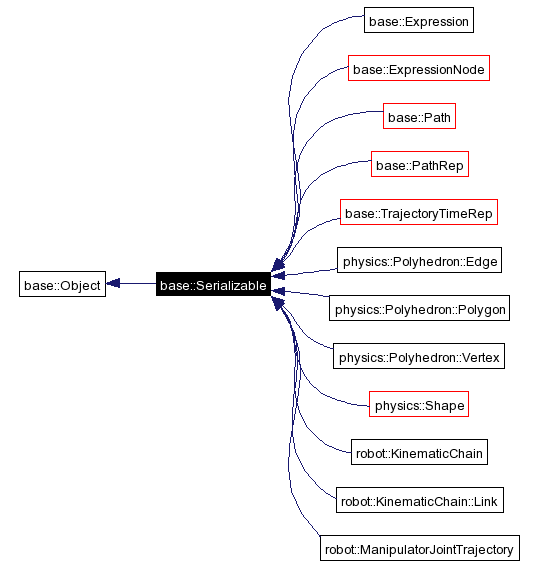 base::Expression
base::ExpressionNode
base::Path
base::PathRep
base::TrajectoryTimeRep
physics::Polyhedron::Edge
base::Object
base::Serializable
physics::Polyhedron::Polygon
physics::Polyhedron::Vertex
physics::Shape
robot::KinematicChain
robot::KinematicChain::Link
robot::ManipulatorJointTrajectory